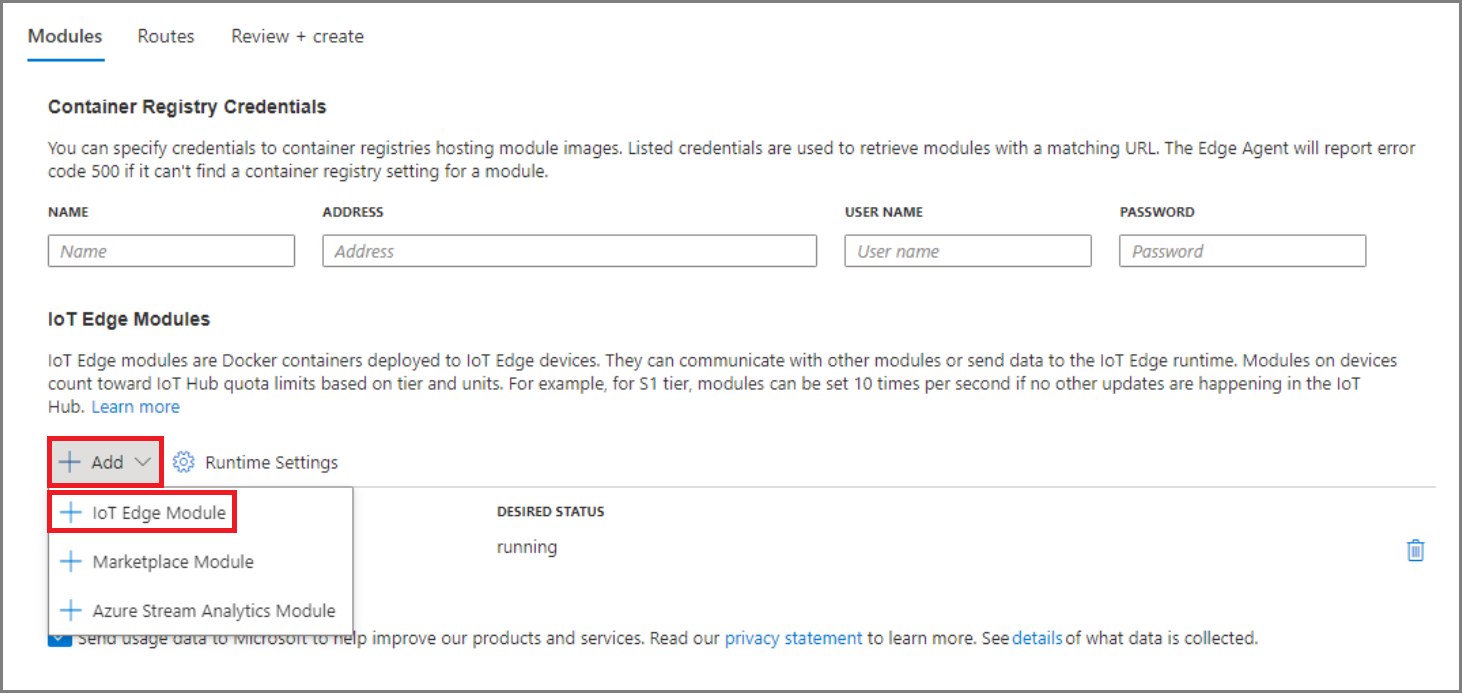 Modules Routes Review + create
Container Registry Credentials
You can specify credentials to container registries hosting module images. Listed credentials are used to retrieve modules with a matching URL. The Edge Agent will report error
code 500 if it can't find a container registry setting for a module.
NAME ADDRESS USER NAME PASSWORD
Name Address User name Password
IoT Edge Modules
IoT Edge modules are Docker containers deployed to IoT Edge devices. They can communicate with other modules or send data to the IoT Edge runtime. Modules on devices
count toward IoT Hub quota limits based on tier and units. For example, for S1 tier, modules can be set 10 times per second if no other updates are happening in the IoT
Hub. Learn more
Add Runtime Settings
IoT Edge Module
Marketplace Module
Azure Stream Analytics Module
DESIRED STATUS
running
Send usage data to Microsoft to help improve our products and services. Read our privacy statement to learn more. See details of what data is collected.